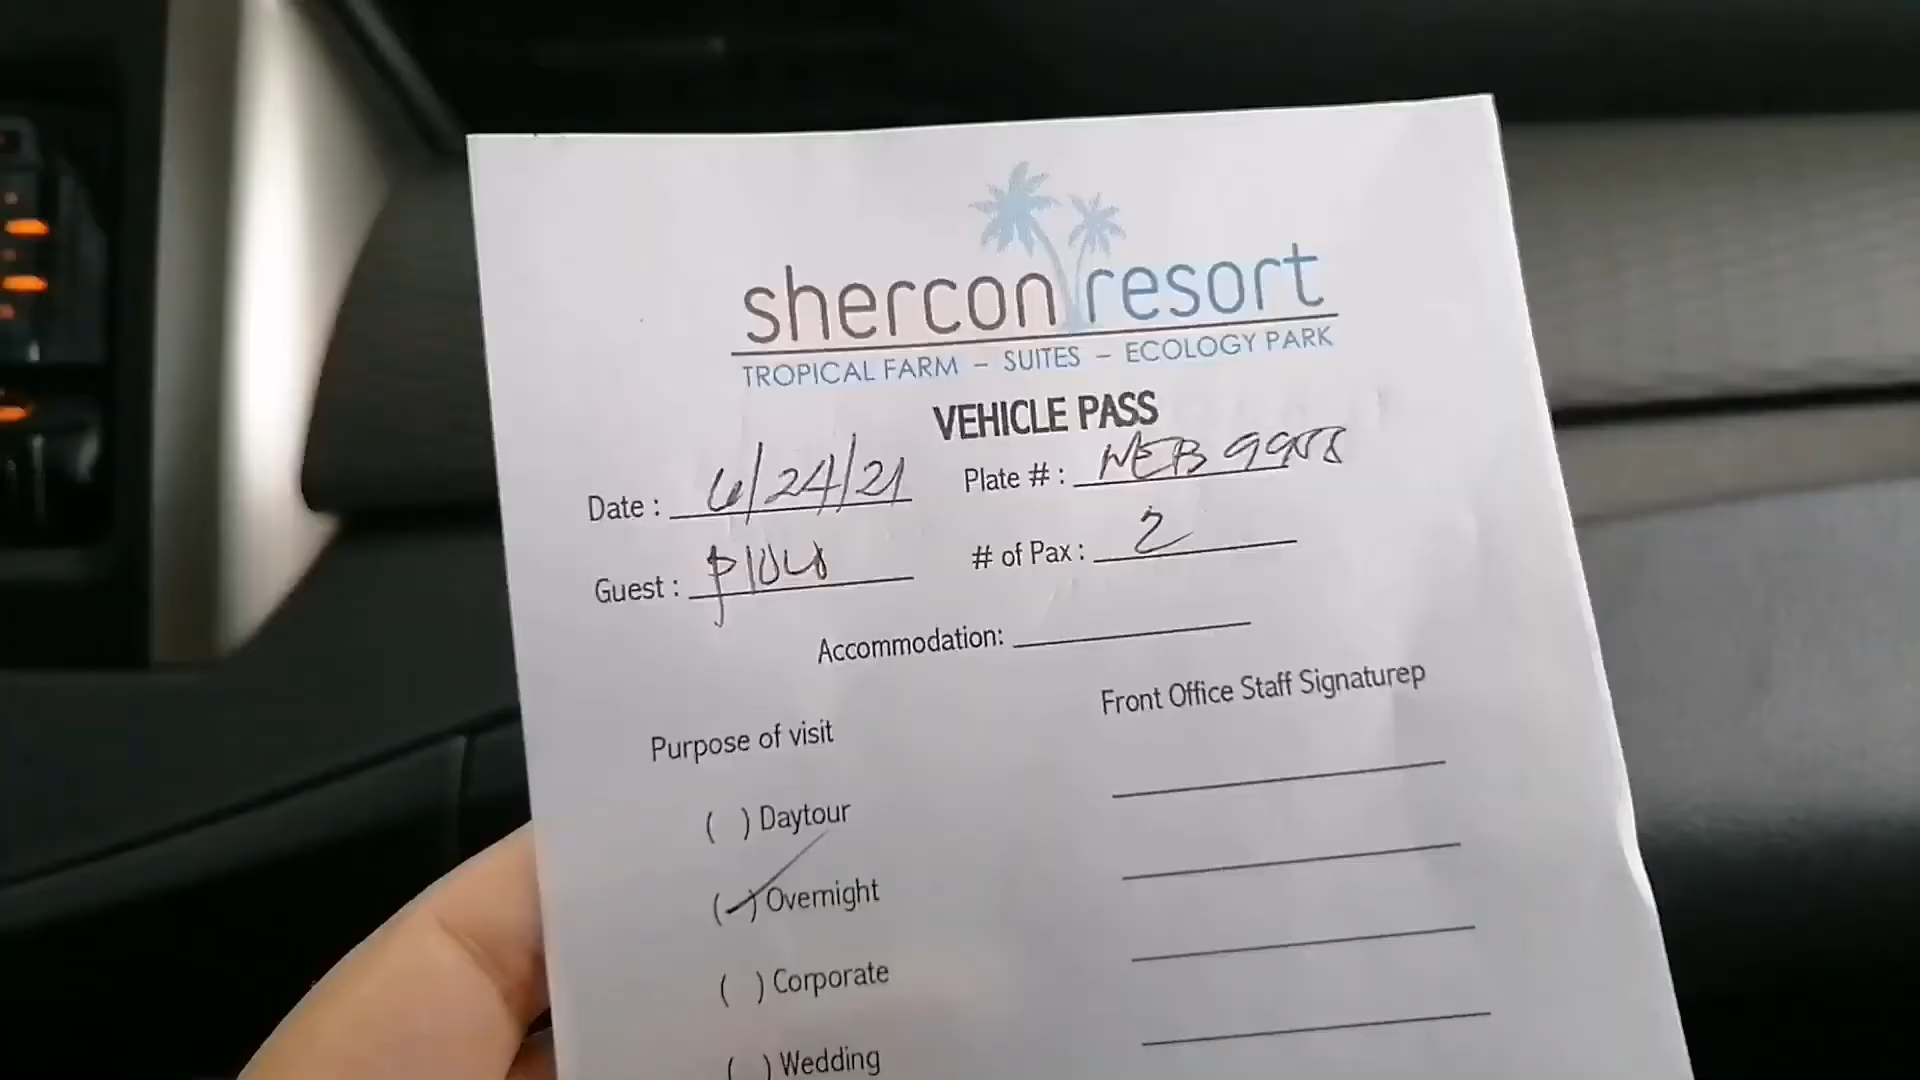 shercon resort
TROPICAL FARM – SUITES – ECOLOGY PARK
VEHICLE PASS
Date : 6/24/21 Plate # : NEB
Guest : # of Pax : 2
Accommodation:
Purpose of visit Front Office Staff Signaturep
( ) Daytour
(✓) Overnight
( ) Corporate
( ) Wedding